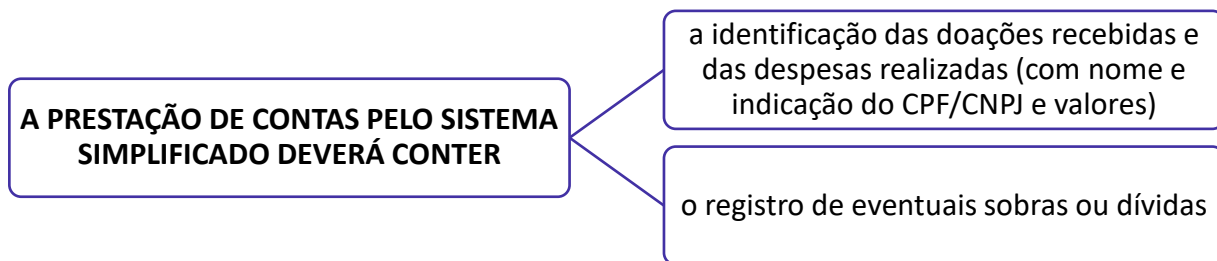 A PRESTAÇÃO DE CONTAS PELO SISTEMA
SIMPLIFICADO DEVERÁ CONTER
a identificação das doações recebidas e
das despesas realizadas (com nome e
indicação do CPF/CNPJ e valores)
o registro de eventuais sobras ou dívidas